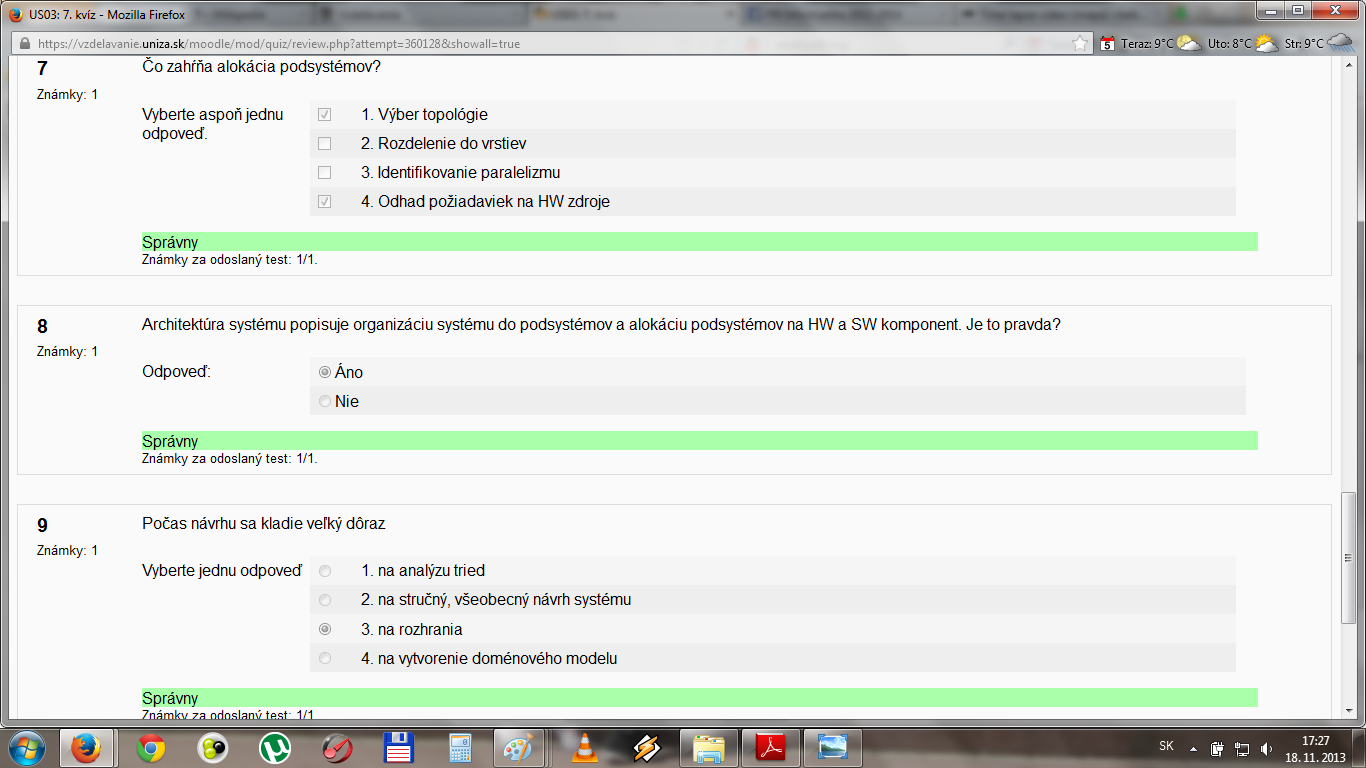 US03: 7. kvíz - Mozilla Firefox
https://vzdelavanie.uniza.sk/moodle/mod/quiz/review.php?attempt=360128&showall=true
5 Teraz: 9°C Uto: 8°C Str: 9°C
7 Čo zahŕňa alokácia podsystémov?
Známky: 1
Vyberte aspoň jednu odpoveď.
1. Výber topológie
2. Rozdelenie do vrstiev
3. Identifikovanie paralelizmu
4. Odhad požiadaviek na HW zdroje
Správny
Známky za odoslaný test: 1/1.
8 Architektúra systému popisuje organizáciu systému do podsystémov a alokáciu podsystémov na HW a SW komponent. Je to pravda?
Známky: 1
Odpoveď:
Áno
Nie
Správny
Známky za odoslaný test: 1/1.
9 Počas návrhu sa kladie veľký dôraz
Známky: 1
Vyberte jednu odpoveď
1. na analýzu tried
2. na stručný, všeobecný návrh systému
3. na rozhrania
4. na vytvorenie doménového modelu
Správny
Známky za odoslaný test: 1/1
SK
17:27
18. 11. 2013